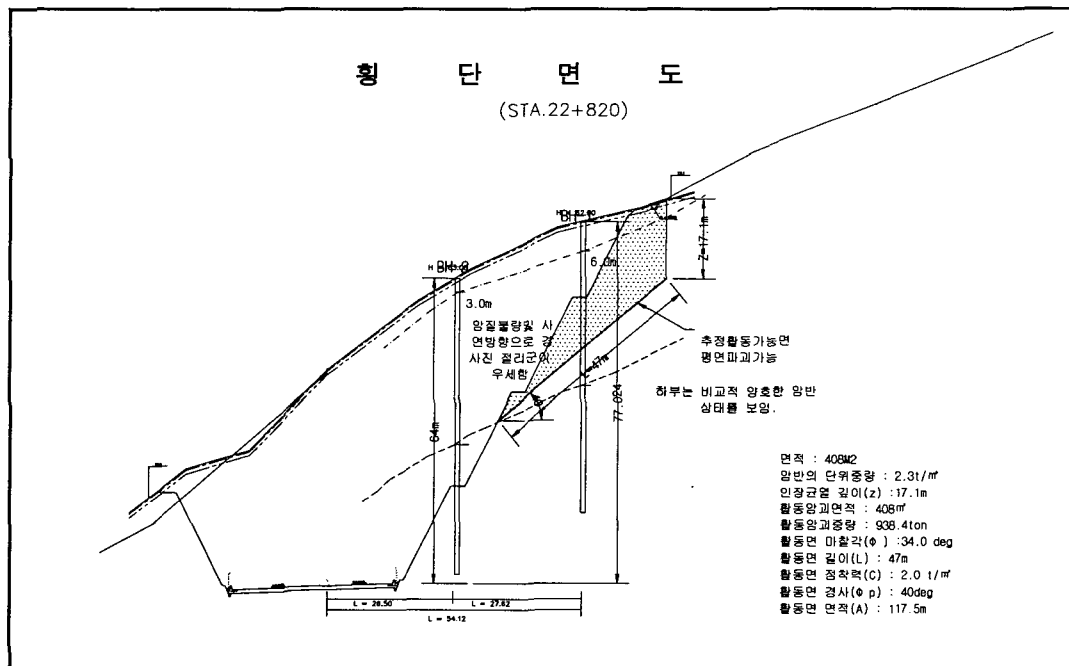 횡 단 면 도
(STA.22+820)
Z=17.1m
6.0m
3.0m
암질불량및 사
연방향으로 경
사진 절리군이
우세함
L=47m
추정활동가능면
평면파괴가능
하부는 비교적 양호한 암반
상태를 보임.
64m
77.024
면적 : 408M2
암반의 단위중량 : 2.3t/㎥
인장균열 깊이(z) :17.1m
활동암괴면적 : 408㎡
활동암괴중량 : 938.4ton
활동면 마찰각(Φ ) :34.0 deg
활동면 길이(L) : 47m
활동면 점착력(C) : 2.0 t/㎡
활동면 경사(Φ p) : 40deg
활동면 면적(A) : 117.5m
L = 26.50
L = 27.62
L = 54.12